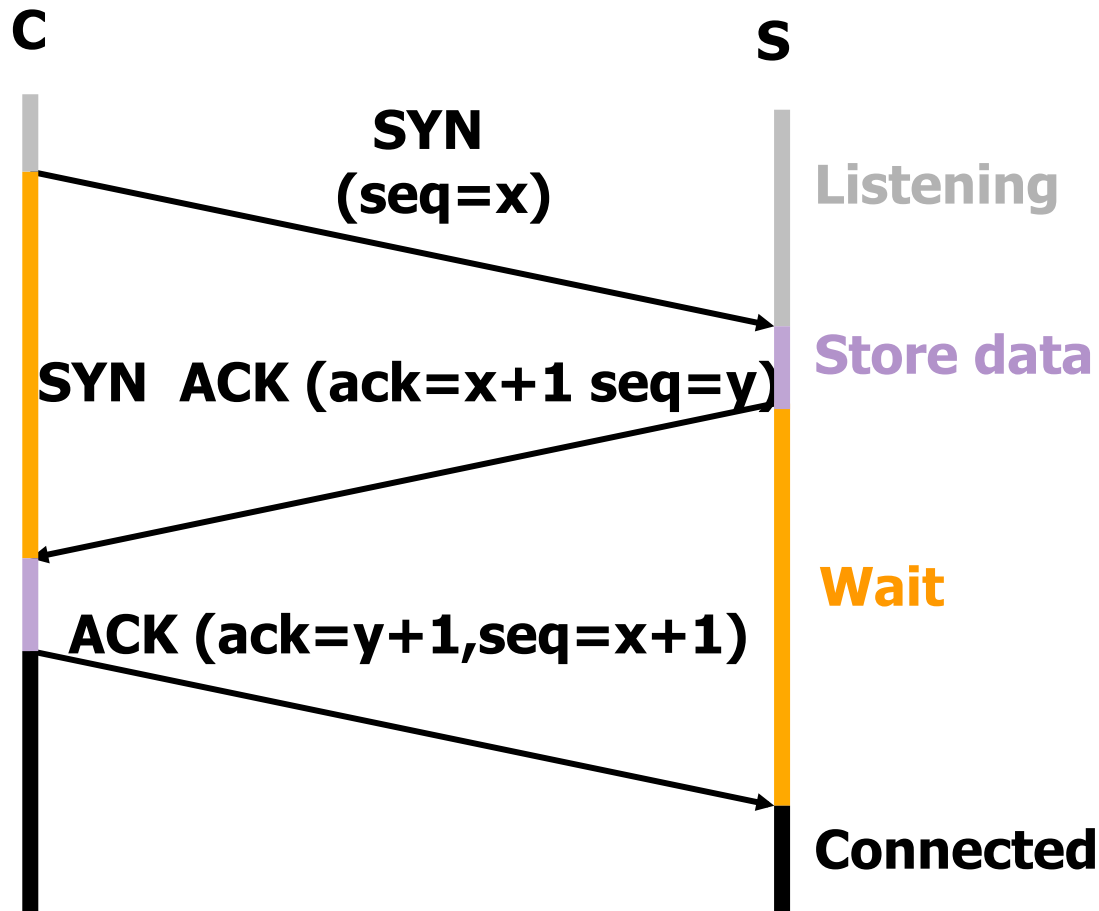 C
S
SYN
(seq=x)
Listening
Store data
SYN ACK (ack=x+1 seq=y)
Wait
ACK (ack=y+1,seq=x+1)
Connected